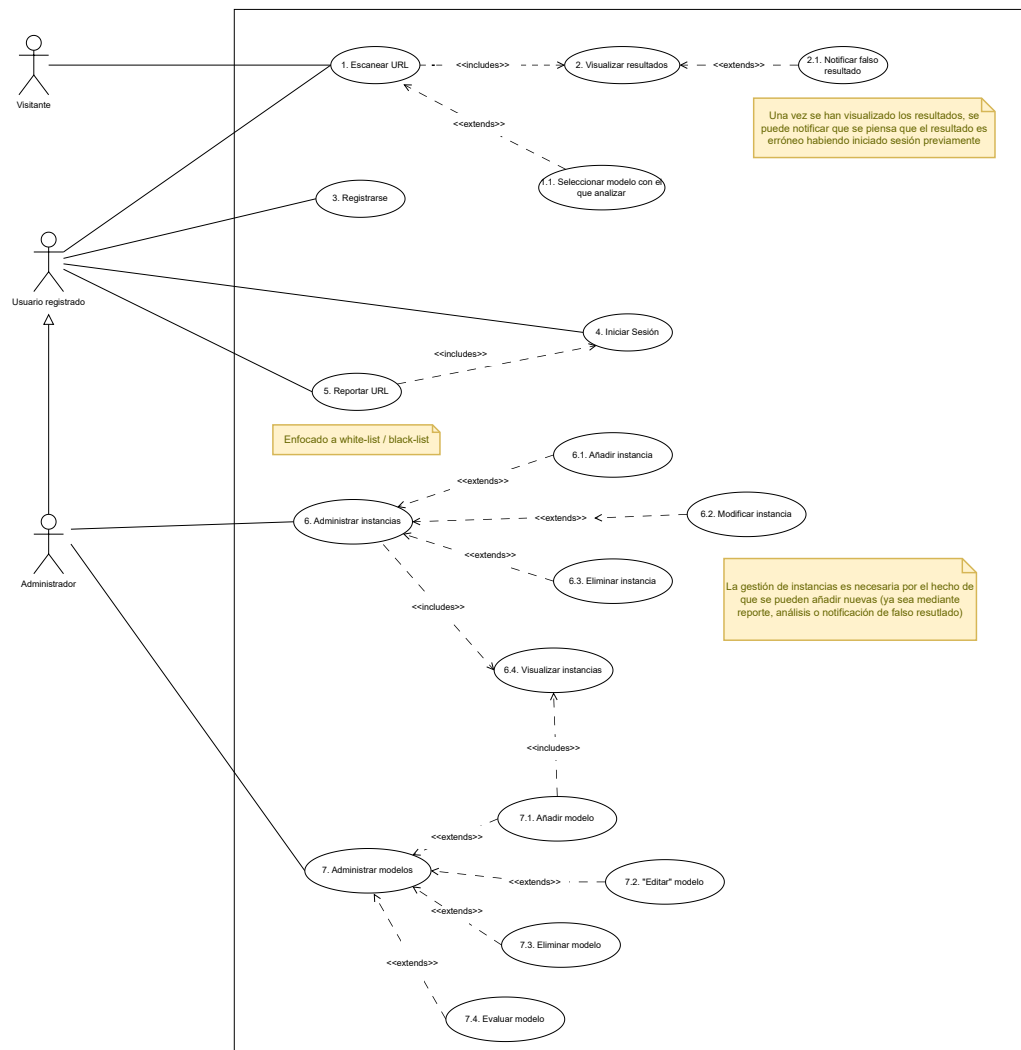 1. Escanear URL
<<includes>>
2. Visualizar resultados
<<extends>>
2.1. Notificar falso
resultado
Visitante
Una vez se han visualizado los resultados, se
puede notificar que se piensa que el resultado es
erróneo habiendo iniciado sesión previamente
<<extends>>
1.1. Seleccionar modelo con el
que analizar
3. Registrarse
Usuario registrado
4. Iniciar Sesión
<<includes>>
5. Reportar URL
Enfocado a white-list / black-list
6.1. Añadir instancia
<<extends>>
6. Administrar instancias
<<extends>>
6.2. Modificar instancia
<<extends>>
6.3. Eliminar instancia
Administrador
La gestión de instancias es necesaria por el hecho de
que se pueden añadir nuevas (ya sea mediante
reporte, análisis o notificación de falso resutlado)
<<includes>>
6.4. Visualizar instancias
<<includes>>
7.1. Añadir modelo
<<extends>>
7. Administrar modelos
<<extends>>
7.2. "Editar" modelo
<<extends>>
7.3. Eliminar modelo
<<extends>>
7.4. Evaluar modelo